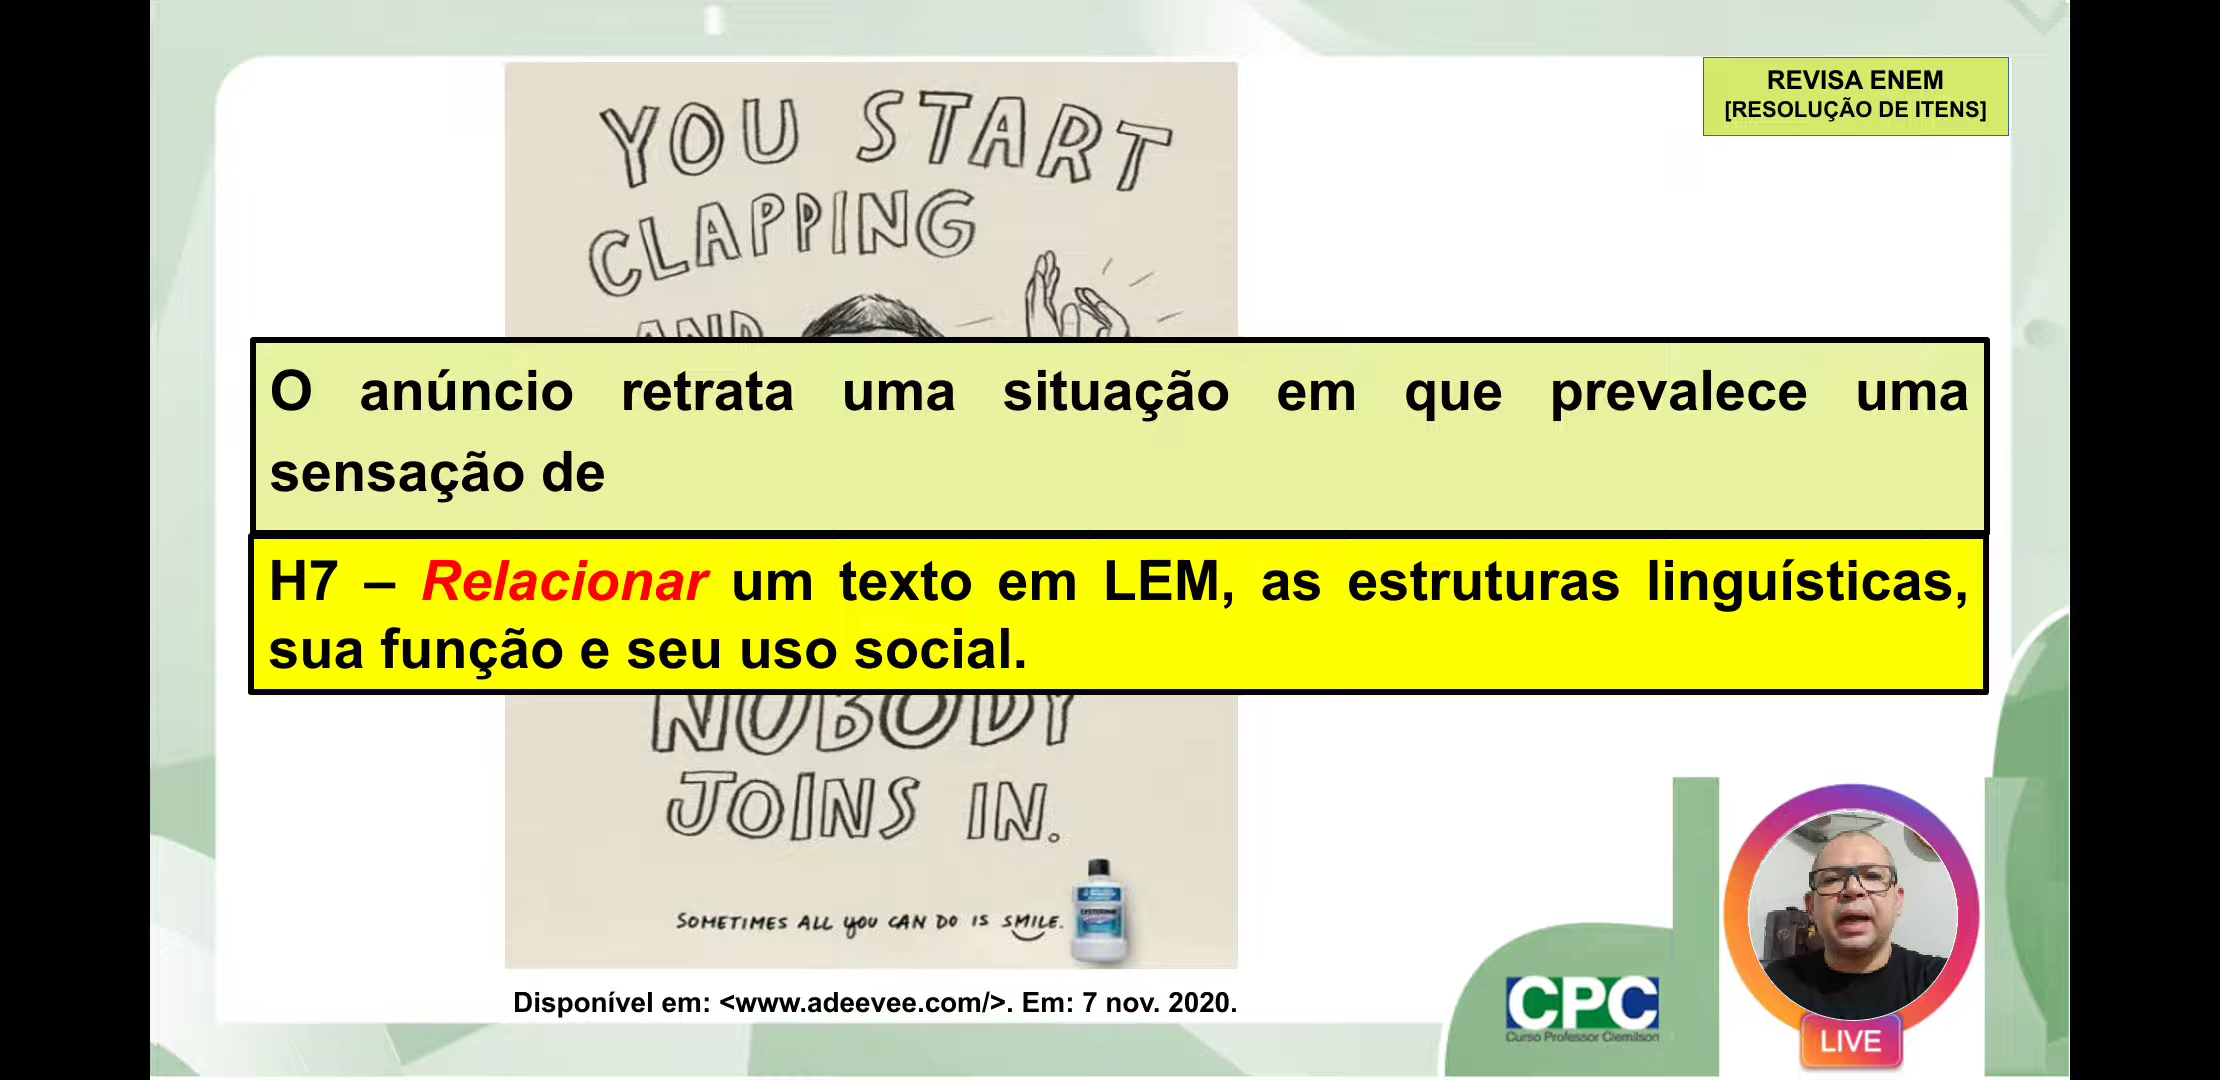 REVISA ENEM
[RESOLUÇÃO DE ITENS]
YOU START
CLAPPING
AND
O anúncio retrata uma situação em que prevalece uma
sensação de
H7 – Relacionar um texto em LEM, as estruturas linguísticas,
sua função e seu uso social.
NOBODY
JOINS IN.
SOMETIMES ALL YOU CAN DO IS SMILE.
LISTERINE
Disponível em: <www.adeevee.com/>. Em: 7 nov. 2020.
CPC
Curso Professor Clemilson
LIVE